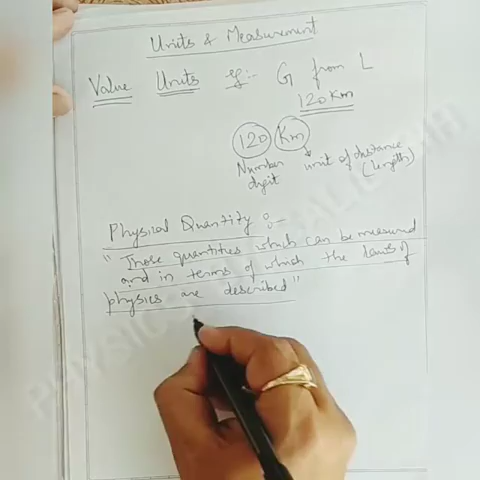 Units & Measurement
Value Units eg:- G from L
120 Km
120 Km
Number unit of distance
digit (length)
Physical Quantity :-
"Those quantities which can be measured
and in terms of which the laws of
physics are described"